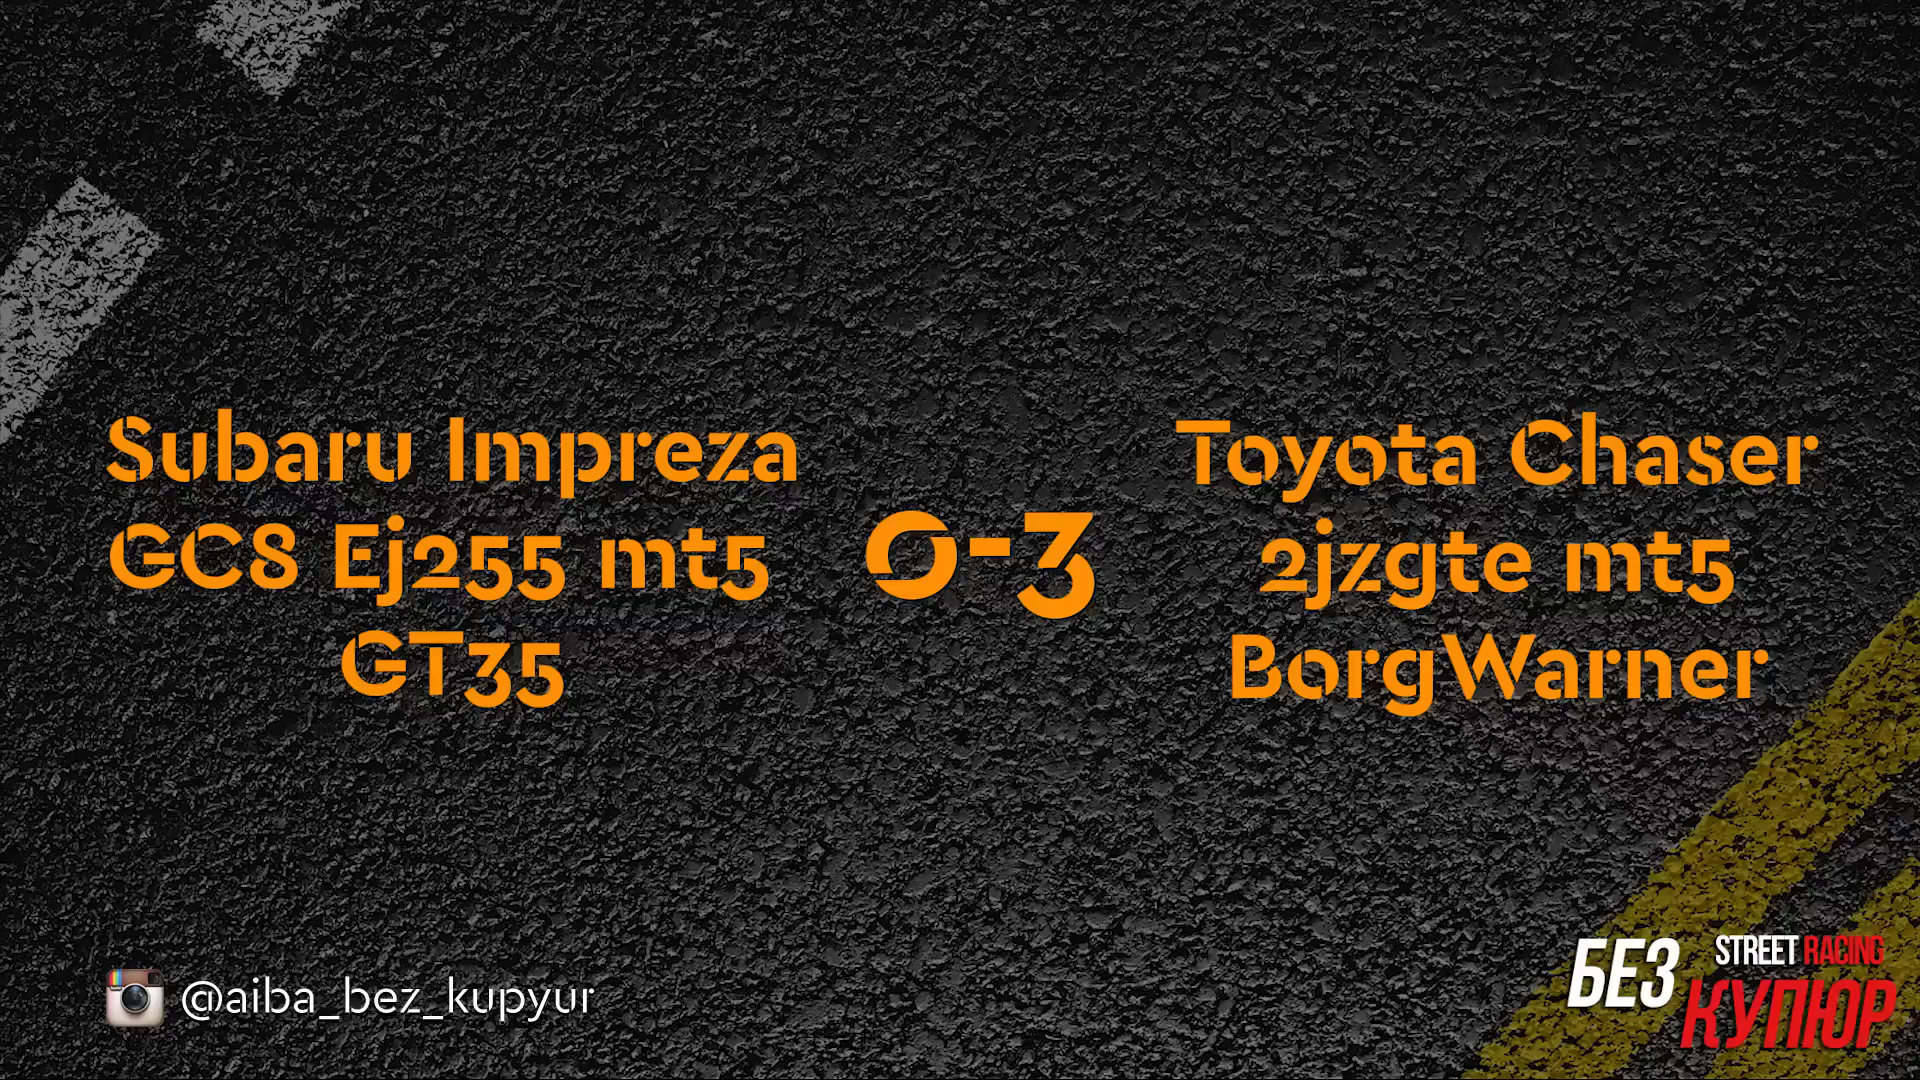 Subaru Impreza
GC8 Ej255 mt5
GT35
0-3
Toyota Chaser
2jzgte mt5
BorgWarner
@aiba_bez_kupyur
БЕЗ
STREET RACING
КУПЮР